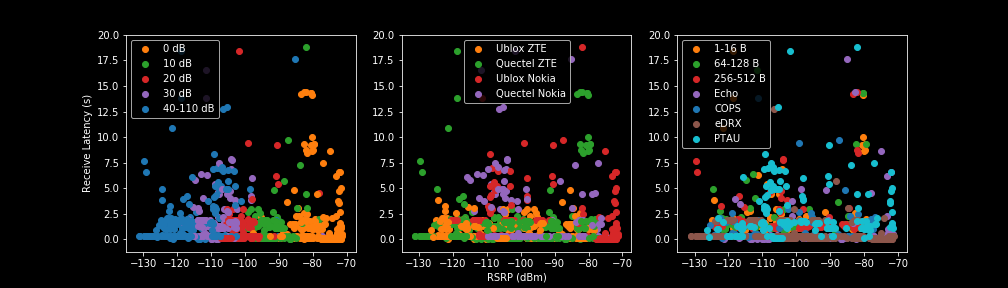 Receive Latency (s)
20.0
17.5
15.0
12.5
10.0
7.5
5.0
2.5
0.0
0 dB
10 dB
20 dB
30 dB
40-110 dB
−130 −120 −110 −100 −90 −80 −70
20.0
17.5
15.0
12.5
10.0
7.5
5.0
2.5
0.0
Ublox ZTE
Quectel ZTE
Ublox Nokia
Quectel Nokia
−130 −120 −110 −100 −90 −80 −70
RSRP (dBm)
20.0
17.5
15.0
12.5
10.0
7.5
5.0
2.5
0.0
1-16 B
64-128 B
256-512 B
Echo
COPS
eDRX
PTAU
−130 −120 −110 −100 −90 −80 −70